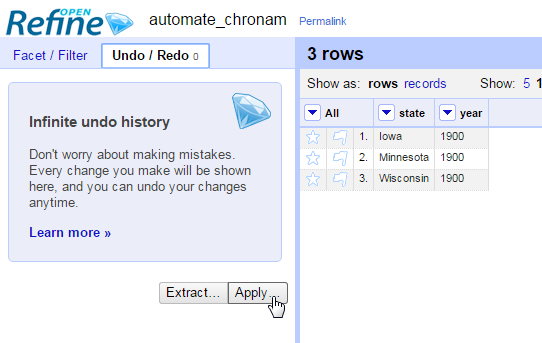 OPEN
Refine
automate_chronam Permalink
Facet / Filter Undo / Redo 0
Infinite undo history
Don't worry about making mistakes.
Every change you make will be shown
here, and you can undo your changes
anytime.
Learn more »
Extract… Apply…
3 rows
Show as: rows records Show: 5 1
All state year
1. Iowa 1900
2. Minnesota 1900
3. Wisconsin 1900